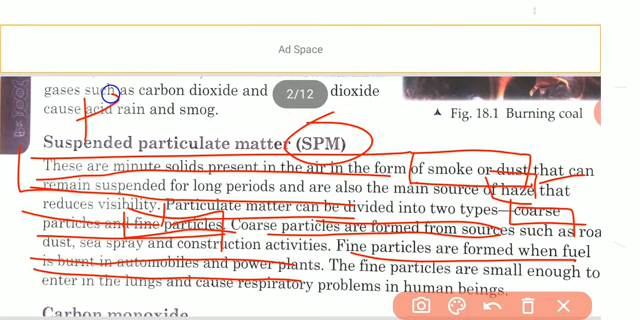 Ad Space
gases such as carbon dioxide and dioxide
2/12
cause acid rain and smog.
Fig. 18.1 Burning coal
Suspended particulate matter (SPM)
These are minute solids present in the air in the form of smoke or dust that can
remain suspended for long periods and are also the main source of haze that
reduces visibility. Particulate matter can be divided into two types—coarse
particles and fine particles. Coarse particles are formed from sources such as roa
dust, sea spray and construction activities. Fine particles are formed when fuel
is burnt in automobiles and power plants. The fine particles are small enough to
enter in the lungs and cause respiratory problems in human beings.
Carbon monoxide